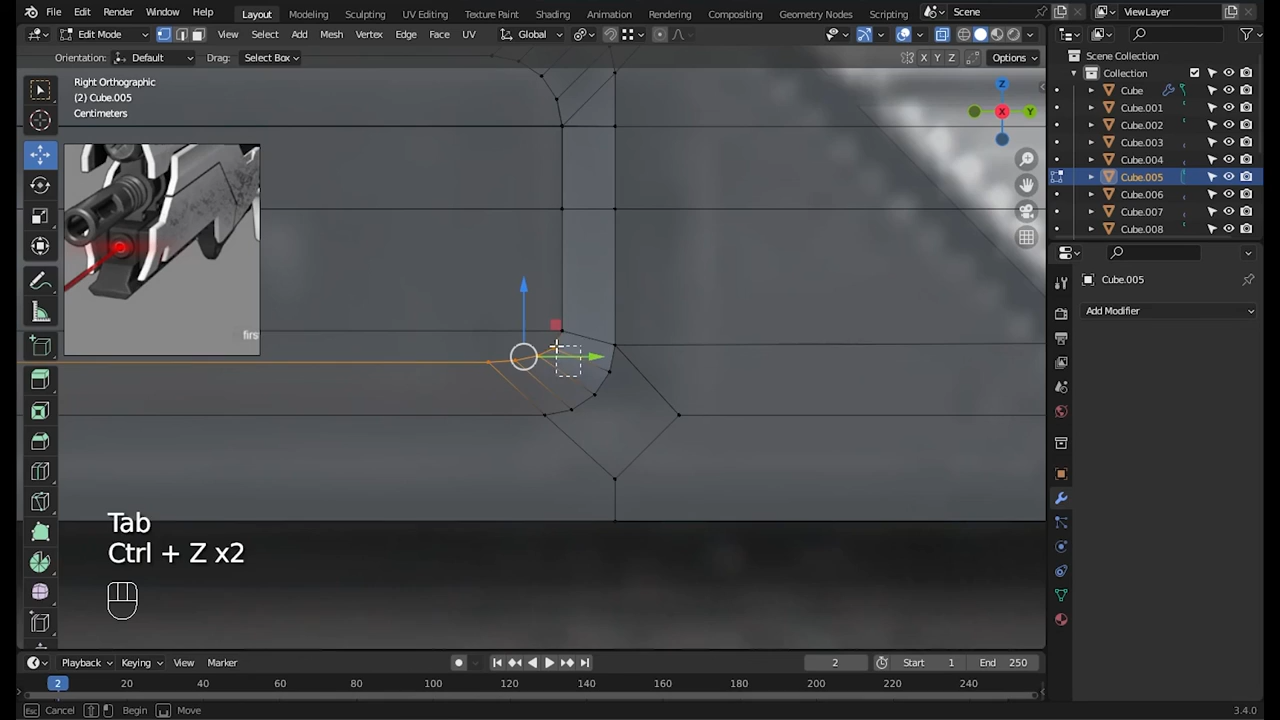 File Edit Render Window Help Layout Modeling Sculpting UV Editing Texture Paint Shading Animation Rendering Compositing Geometry Nodes Scripting Scene ViewLayer
Edit Mode View Select Add Mesh Vertex Edge Face UV Global
Orientation: Default Drag: Select Box X Y Z Options
Right Orthographic
(2) Cube.005
Centimeters
Z
X
Y
firs
Tab
Ctrl + Z x2
Scene Collection
Collection
Cube
Cube.001
Cube.002
Cube.003
Cube.004
Cube.005
Cube.006
Cube.007
Cube.008
Cube.005
Add Modifier
Playback Keying View Marker 2 Start 1 End 250
2 20 40 60 80 100 120 140 160 180 200 220 240
Esc Cancel Begin Move 3.4.0